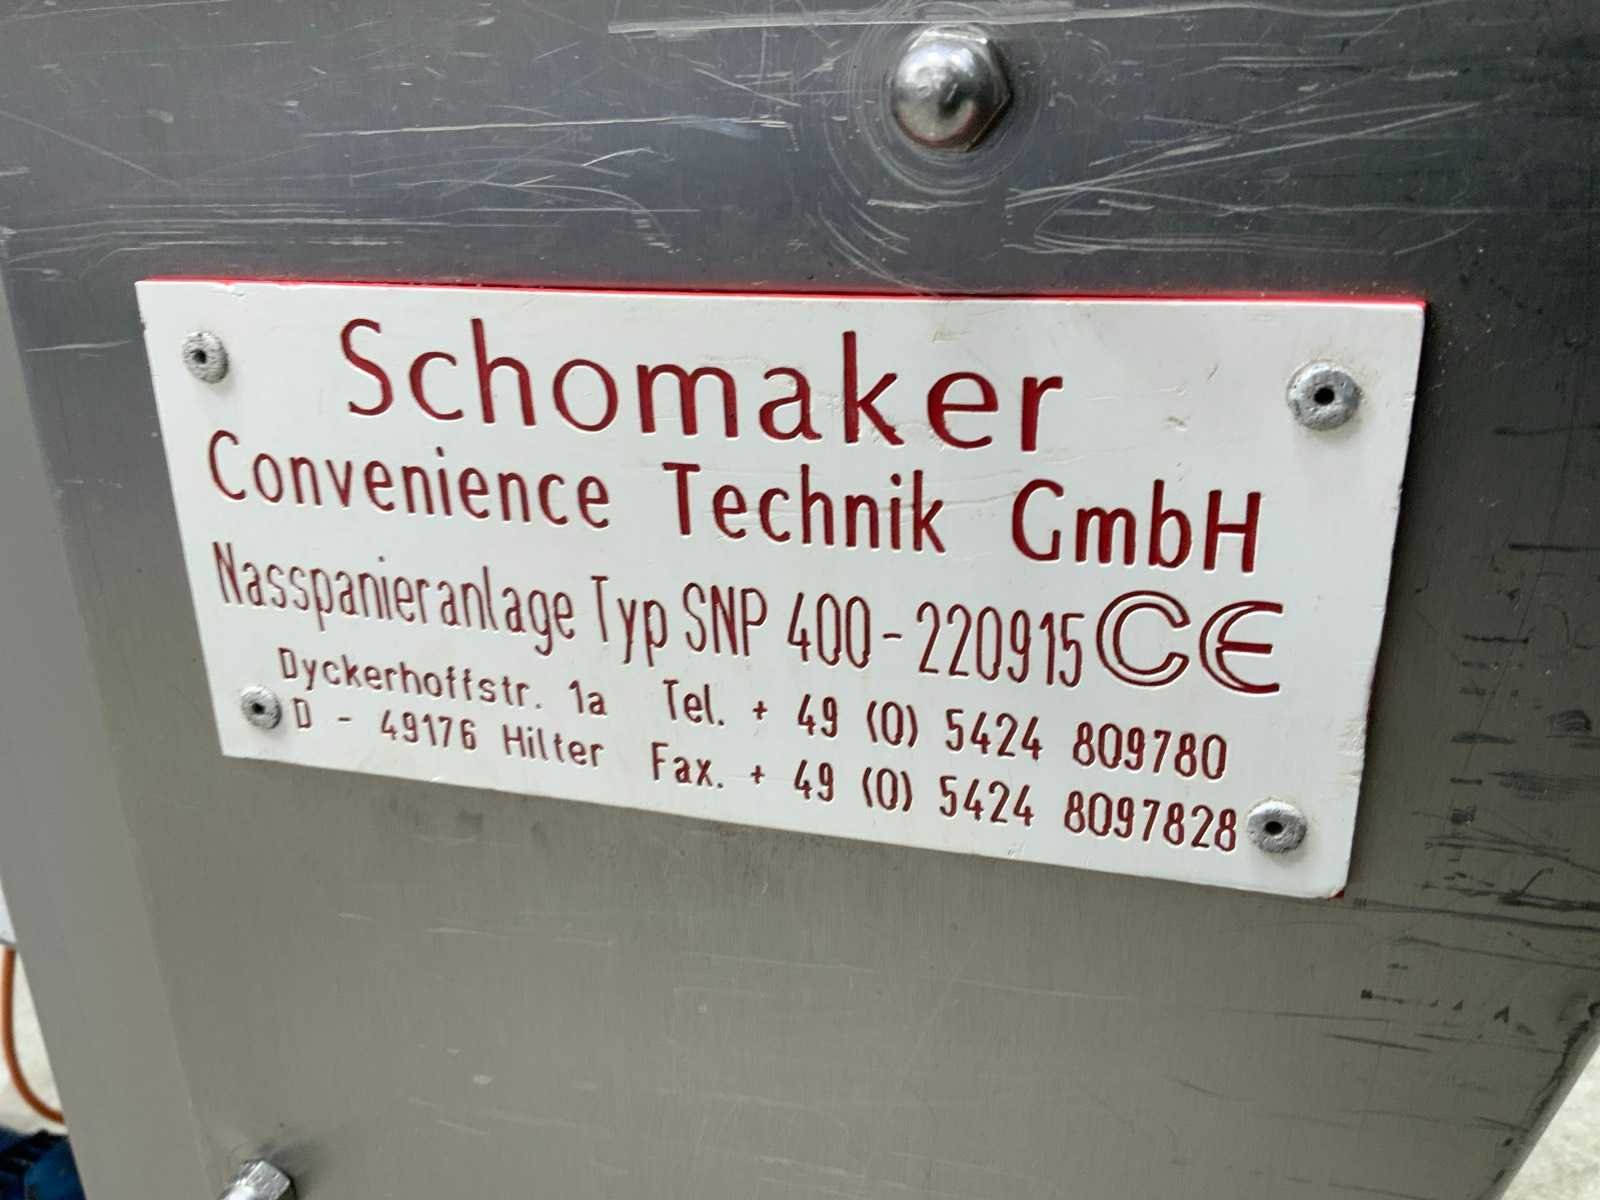 Schomaker
Convenience Technik GmbH
Nasspanieranlage Typ SNP 400-220915 CE
Dyckerhoffstr. 1a Tel. + 49 (0) 5424 809780
D - 49176 Hilter Fax. + 49 (0) 5424 8097828